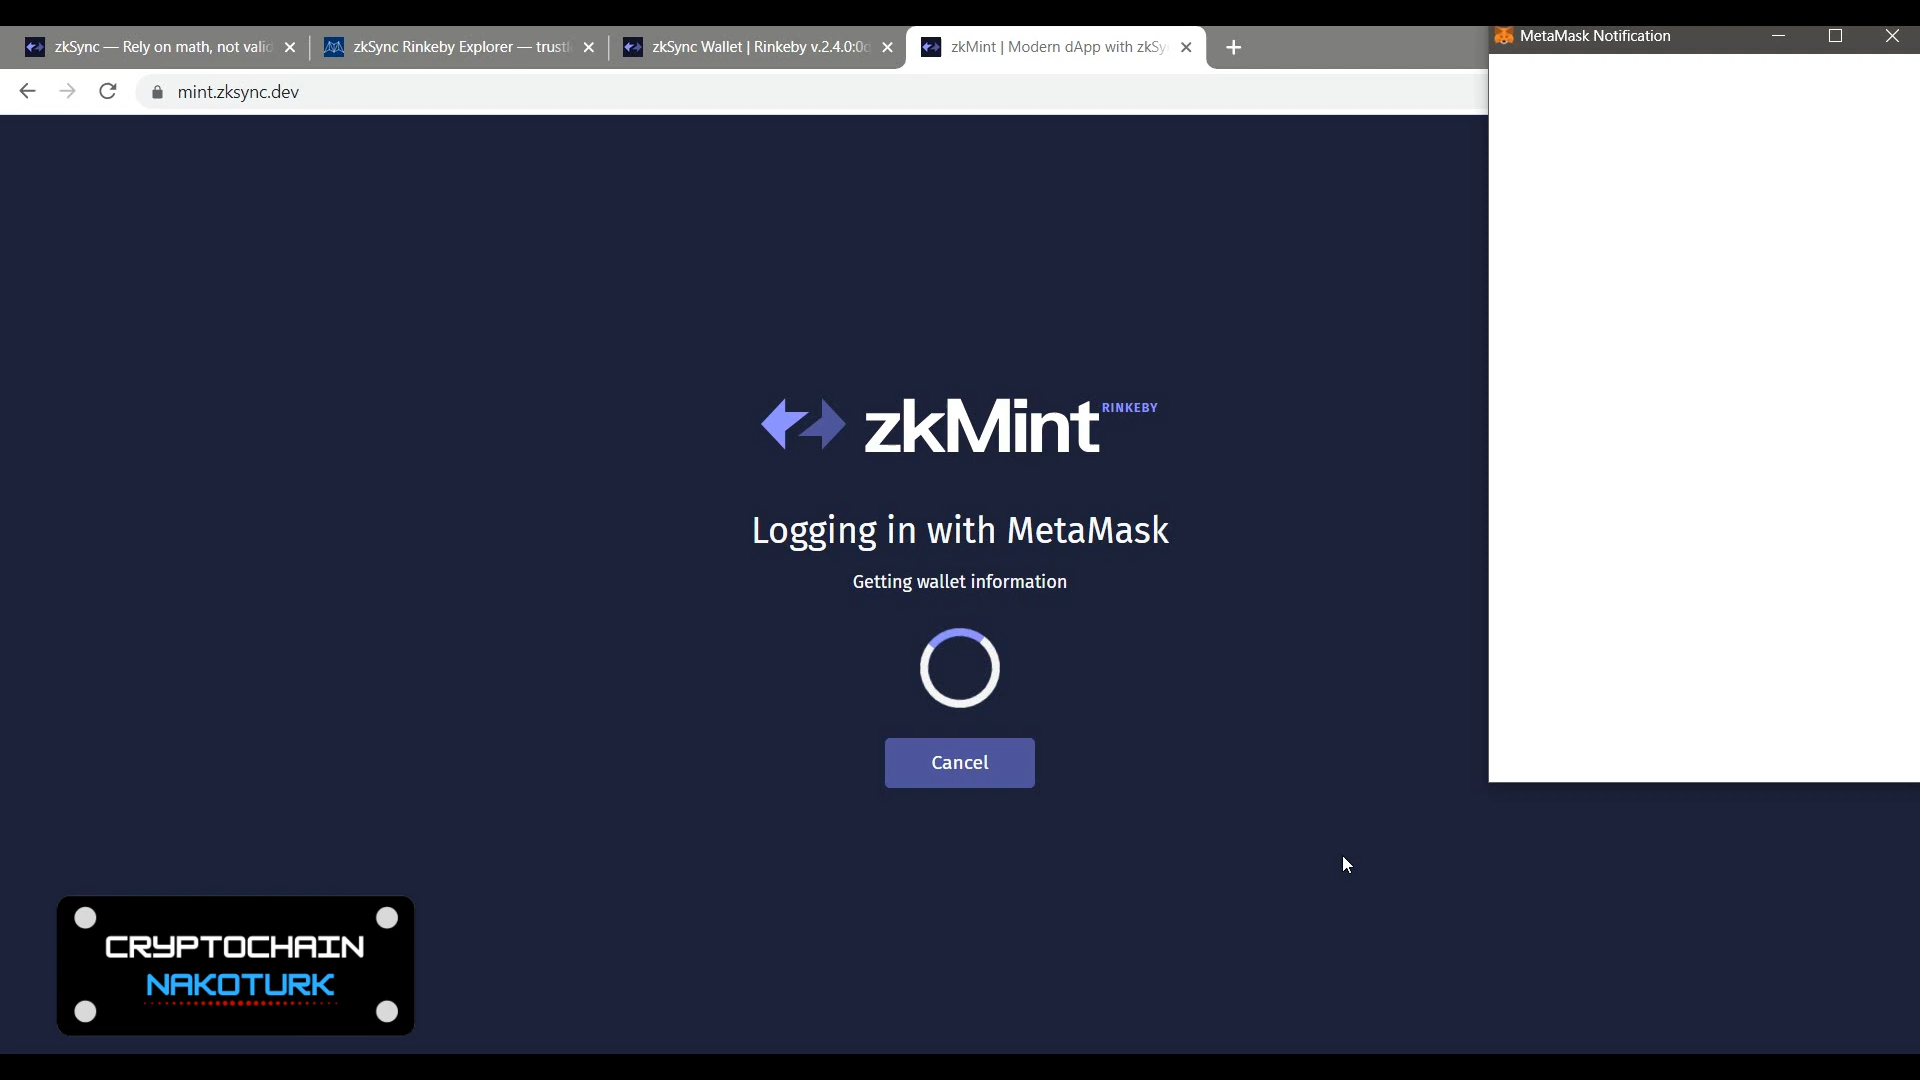 zkSync — Rely on math, not valid
zkSync Rinkeby Explorer — trustl
zkSync Wallet | Rinkeby v.2.4.0:0d
zkMint | Modern dApp with zkSy
MetaMask Notification
mint.zksync.dev
zkMint RINKEBY
Logging in with MetaMask
Getting wallet information
Cancel
CRYPTOCHAIN
NAKOTURK